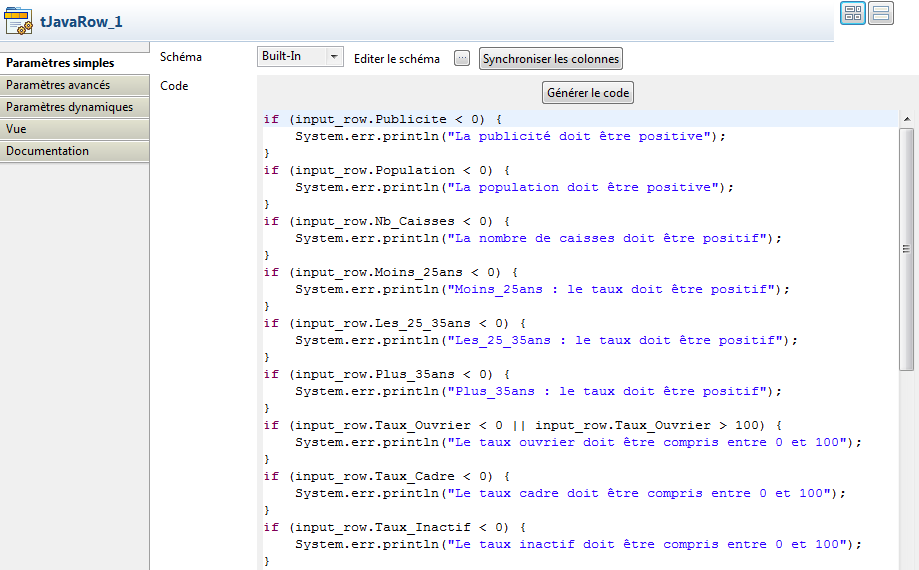 tJavaRow_1
Paramètres simples
Paramètres avancés
Paramètres dynamiques
Vue
Documentation
Schéma
Built-In
Editer le schéma
...
Synchroniser les colonnes
Code
Générer le code
if (input_row.Publicite < 0) {
    System.err.println("La publicité doit être positive");
}
if (input_row.Population < 0) {
    System.err.println("La population doit être positive");
}
if (input_row.Nb_Caisses < 0) {
    System.err.println("La nombre de caisses doit être positif");
}
if (input_row.Moins_25ans < 0) {
    System.err.println("Moins_25ans : le taux doit être positif");
}
if (input_row.Les_25_35ans < 0) {
    System.err.println("Les_25_35ans : le taux doit être positif");
}
if (input_row.Plus_35ans < 0) {
    System.err.println("Plus_35ans : le taux doit être positif");
}
if (input_row.Taux_Ouvrier < 0 || input_row.Taux_Ouvrier > 100) {
    System.err.println("Le taux ouvrier doit être compris entre 0 et 100");
}
if (input_row.Taux_Cadre < 0) {
    System.err.println("Le taux cadre doit être compris entre 0 et 100");
}
if (input_row.Taux_Inactif < 0) {
    System.err.println("Le taux inactif doit être compris entre 0 et 100");
}